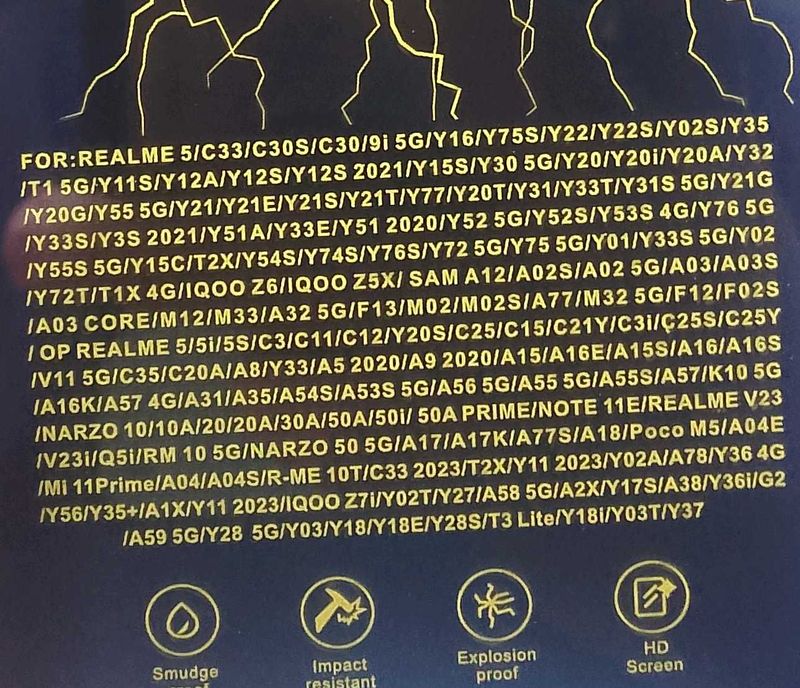 FOR:REALME 5/C33/C30S/C30/9i 5G/Y16/Y75S/Y22/Y22S/Y02S/Y35
/T1 5G/Y11S/Y12A/Y12S/Y12S 2021/Y15S/Y30 5G/Y20/Y20i/Y20A/Y32
/Y20G/Y55 5G/Y21/Y21E/Y21S/Y21T/Y77/Y20T/Y31/Y33T/Y31S 5G/Y21G
/Y33S/Y3S 2021/Y51A/Y33E/Y51 2020/Y52 5G/Y52S/Y53S 4G/Y76 5G
/Y55S 5G/Y15C/T2X/Y54S/Y74S/Y76S/Y72 5G/Y75 5G/Y01/Y33S 5G/Y02
/Y72T/T1X 4G/IQOO Z6/IQOO Z5X/ SAM A12/A02S/A02 5G/A03/A03S
/A03 CORE/M12/M33/A32 5G/F13/M02/M02S/A77/M32 5G/F12/F02S
/ OP REALME 5/5i/5S/C3/C11/C12/Y20S/C25/C15/C21Y/C3i/C25S/C25Y
/V11 5G/C35/C20A/A8/Y33/A5 2020/A9 2020/A15/A16E/A15S/A16/A16S
/A16K/A57 4G/A31/A35/A54S/A53S 5G/A56 5G/A55 5G/A55S/A57/K10 5G
/NARZO 10/10A/20/20A/30A/50A/50i/ 50A PRIME/NOTE 11E/REALME V23
/V23i/Q5i/RM 10 5G/NARZO 50 5G/A17/A17K/A77S/A18/Poco M5/A04E
/Mi 11Prime/A04/A04S/R-ME 10T/C33 2023/T2X/Y11 2023/Y02A/A78/Y36 4G
/Y56/Y35+/A1X/Y11 2023/IQOO Z7i/Y02T/Y27/A58 5G/A2X/Y17S/A38/Y36i/G2
/A59 5G/Y28 5G/Y03/Y18/Y18E/Y28S/T3 Lite/Y18i/Y03T/Y37
Smudge Impact Explosion HD
resistant proof Screen